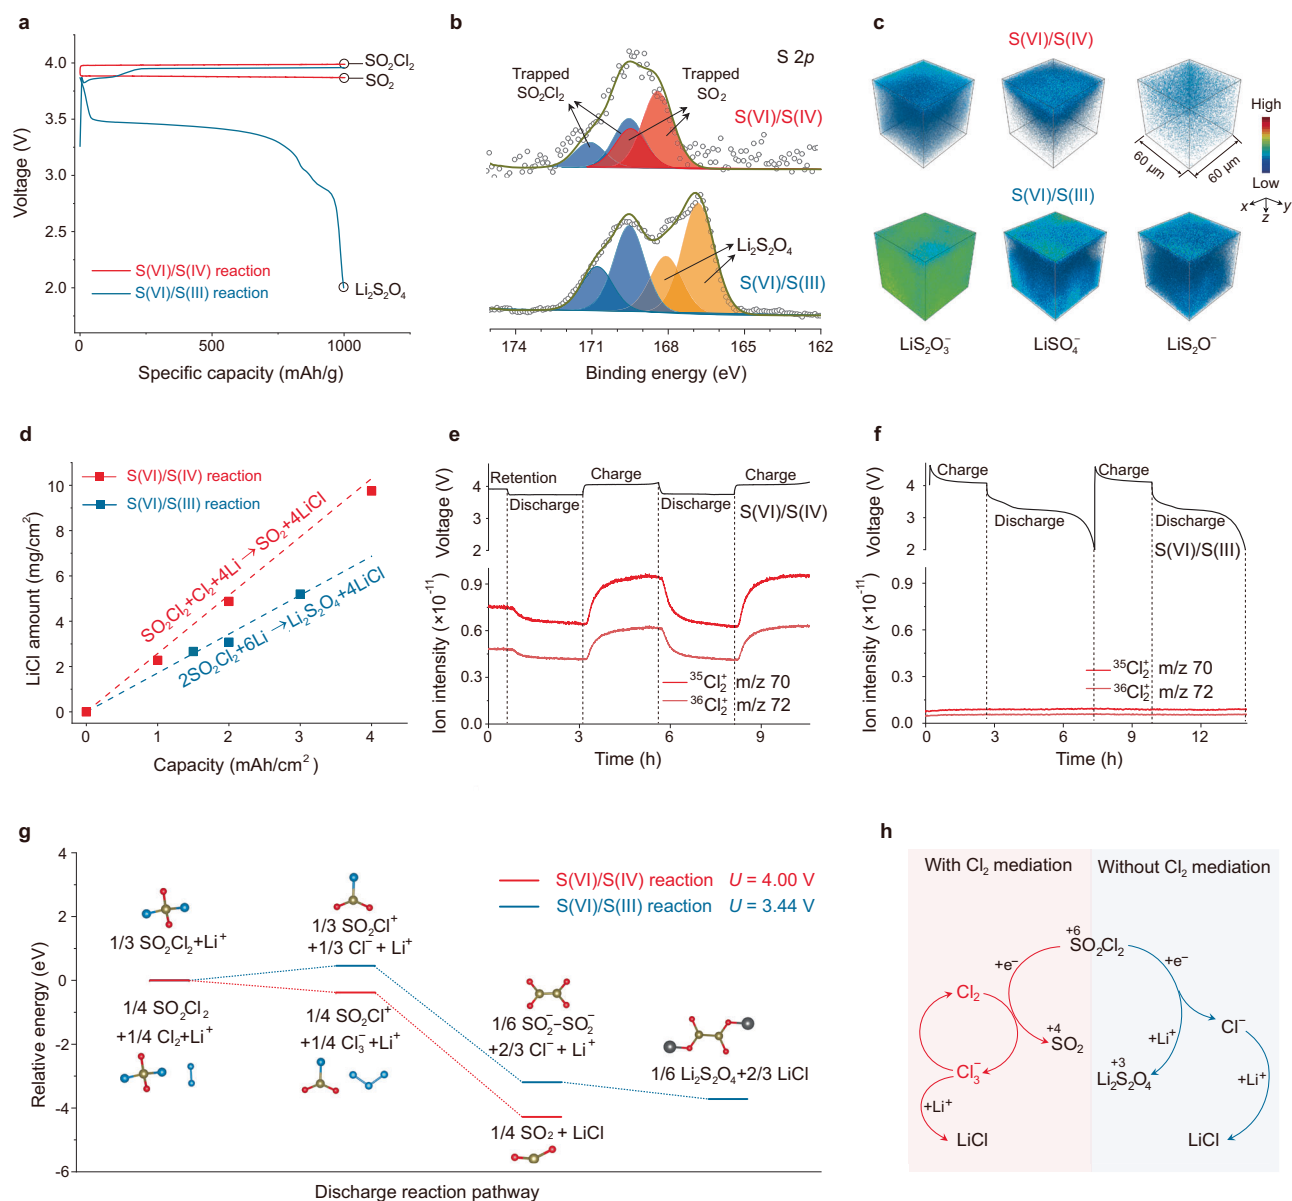 a
Voltage (V)
4.0
3.5
3.0
2.5
2.0
SO₂Cl₂
SO₂
S(VI)/S(IV) reaction
S(VI)/S(III) reaction
Li₂S₂O₄
0
500
1000
Specific capacity (mAh/g)
b
S 2p
Trapped
SO₂Cl₂
Trapped
SO₂
S(VI)/S(IV)
Li₂S₂O₄
S(VI)/S(III)
174
171
168
165
162
Binding energy (eV)
c
S(VI)/S(IV)
High
Low
60 μm
60 μm
x
z
y
S(VI)/S(III)
LiS₂O₃⁻
LiSO₄⁻
LiS₂O⁻
d
S(VI)/S(IV) reaction
S(VI)/S(III) reaction
LiCl amount (mg/cm²)
10
8
6
4
2
0
SO₂Cl₂+Cl₂+4Li→SO₂+4LiCl
2SO₂Cl₂+6Li→Li₂S₂O₄+4LiCl
0
1
2
3
4
Capacity (mAh/cm²)
e
Voltage (V)
4
2
Retention
Charge
Charge
Discharge
Discharge
S(VI)/S(IV)
Ion intensity (×10⁻¹¹)
0.9
0.6
0.3
0.0
³⁵Cl₂⁺ m/z 70
³⁶Cl₂⁺ m/z 72
0
3
6
9
Time (h)
f
Voltage (V)
4
3
2
Charge
Charge
Discharge
Discharge
S(VI)/S(III)
Ion intensity (×10⁻¹¹)
0.9
0.6
0.3
0.0
³⁵Cl₂⁺ m/z 70
³⁶Cl₂⁺ m/z 72
0
3
6
9
12
Time (h)
g
Relative energy (eV)
4
2
0
-2
-4
-6
S(VI)/S(IV) reaction U = 4.00 V
S(VI)/S(III) reaction U = 3.44 V
1/3 SO₂Cl₂+Li⁺
1/4 SO₂Cl₂
+1/4 Cl₂+Li⁺
1/3 SO₂Cl⁺
+1/3 Cl⁻ + Li⁺
1/4 SO₂Cl⁺
+1/4 Cl₃⁻ +Li⁺
1/6 SO₂⁻–SO₂⁻
+2/3 Cl⁻ + Li⁺
1/4 SO₂ + LiCl
1/6 Li₂S₂O₄+2/3 LiCl
Discharge reaction pathway
h
With Cl₂ mediation
Without Cl₂ mediation
+6
SO₂Cl₂
+e⁻
+e⁻
Cl₂
+4
SO₂
Cl₃⁻
+Li⁺
LiCl
Cl⁻
+Li⁺
+3
Li₂S₂O₄
+Li⁺
LiCl